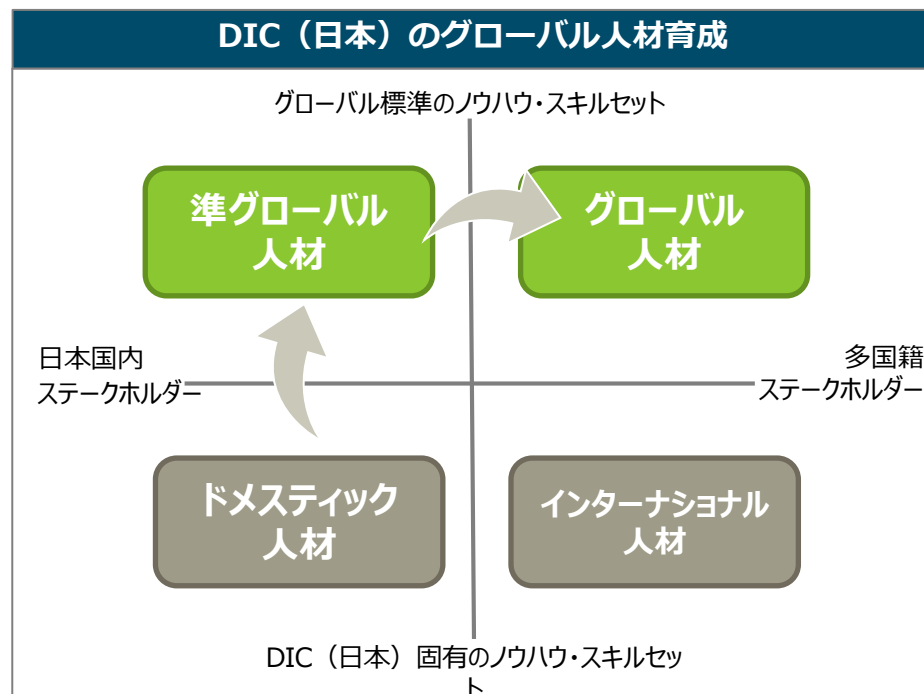 DIC（日本）のグローバル人材育成
グローバル標準のノウハウ・スキルセット
準グローバル
人材
グローバル
人材
日本国内
ステークホルダー
多国籍
ステークホルダー
ドメスティック
人材
インターナショナル
人材
DIC（日本）固有のノウハウ・スキルセッ
ト